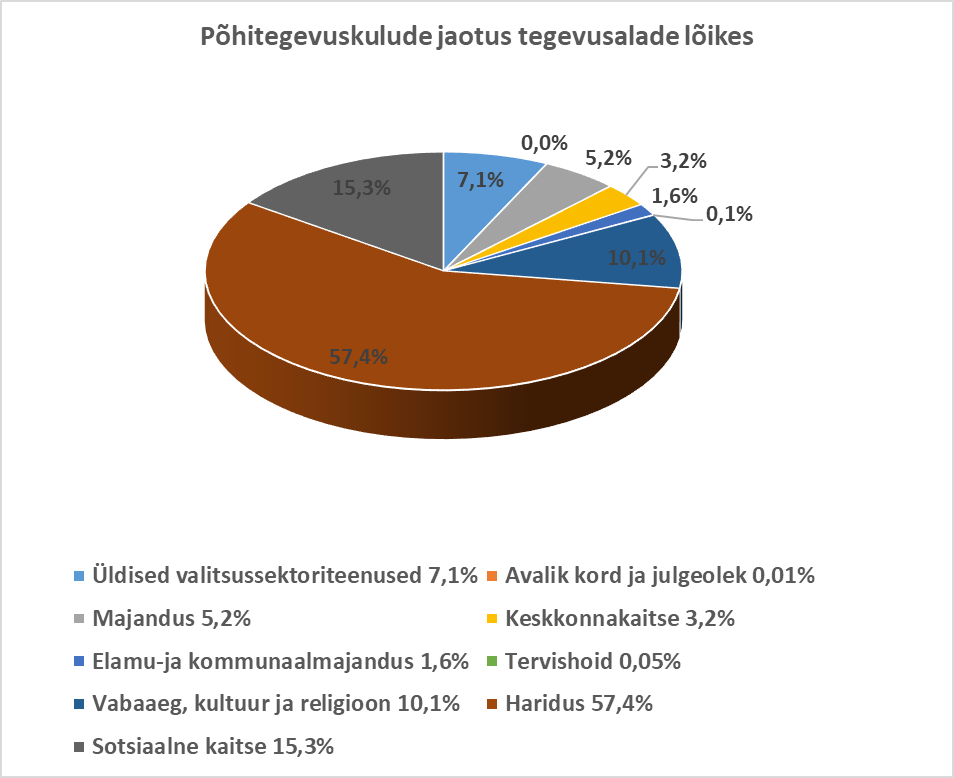 Põhitegevuskulude jaotus tegevusalade lõikes
0,0%
5,2%
3,2%
15,3%
7,1%
1,6%
0,1%
10,1%
57,4%
Üldised valitsussektoriteenused 7,1%
Avalik kord ja julgeolek 0,01%
Majandus 5,2%
Keskkonnakaitse 3,2%
Elamu-ja kommunaalmajandus 1,6%
Tervishoid 0,05%
Vabaaeg, kultuur ja religioon 10,1%
Haridus 57,4%
Sotsiaalne kaitse 15,3%